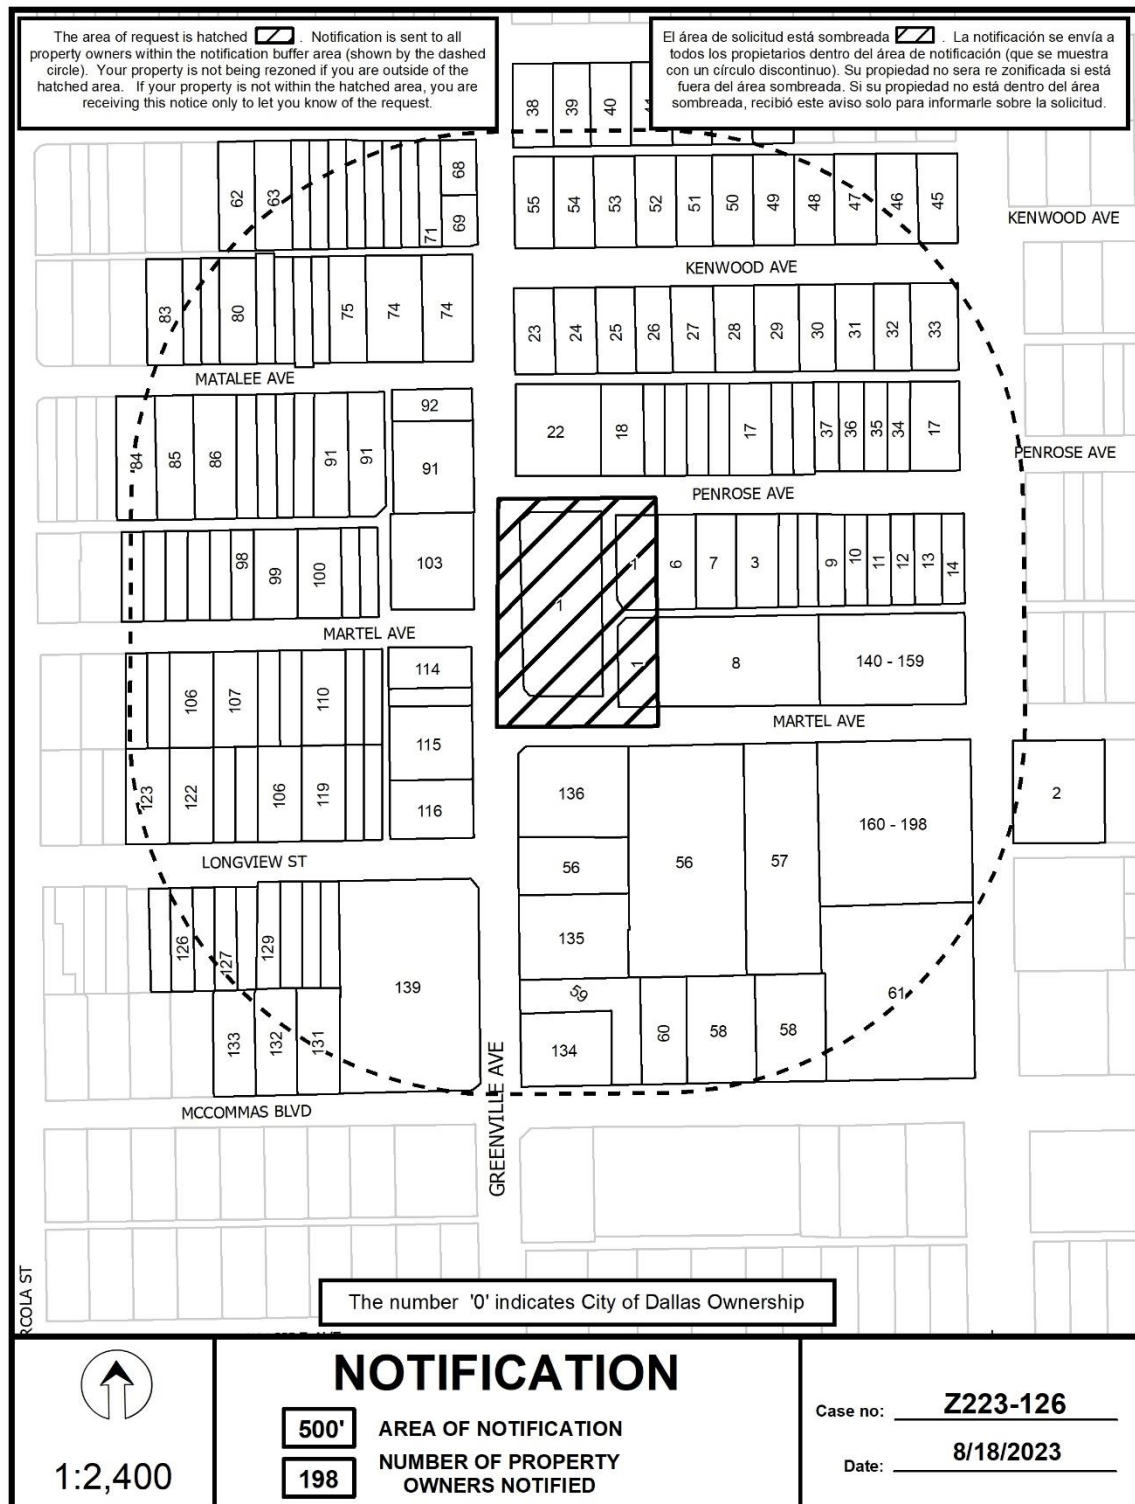 The area of request is hatched . Notification is sent to all
property owners within the notification buffer area (shown by the dashed
circle). Your property is not being rezoned if you are outside of the
hatched area. If your property is not within the hatched area, you are
receiving this notice only to let you know of the request.
El área de solicitud está sombreada . La notificación se envía a
todos los propietarios dentro del área de notificación (que se muestra
con un círculo discontinuo). Su propiedad no sera re zonificada si está
fuera del área sombreada. Si su propiedad no está dentro del área
sombreada, recibió este aviso solo para informarle sobre la solicitud.
38 39 40
62 63 68
69
71
55 54 53 52 51 50 49 48 47 46 45
KENWOOD AVE
KENWOOD AVE
83 80 75 74 74
23 24 25 26 27 28 29 30 31 32 33
MATALEE AVE
92
84 85 86 91 91 91
22 18 17 37 36 35 34 17
PENROSE AVE
PENROSE AVE
98 99 100 103
1 1 6 7 3 9 10 11 12 13 14
MARTEL AVE
114
1 8 140 - 159
106 107 110
MARTEL AVE
115
123 122 106 119 116
136
56
56 57 160 - 198 2
LONGVIEW ST
135
126 127 129
139
59
61
133 132 131
134 60 58 58
MCCOMMAS BLVD
GREENVILLE AVE
RCOLA ST
The number '0' indicates City of Dallas Ownership
1:2,400
NOTIFICATION
500' AREA OF NOTIFICATION
198 NUMBER OF PROPERTY
OWNERS NOTIFIED
Case no: Z223-126
Date: 8/18/2023